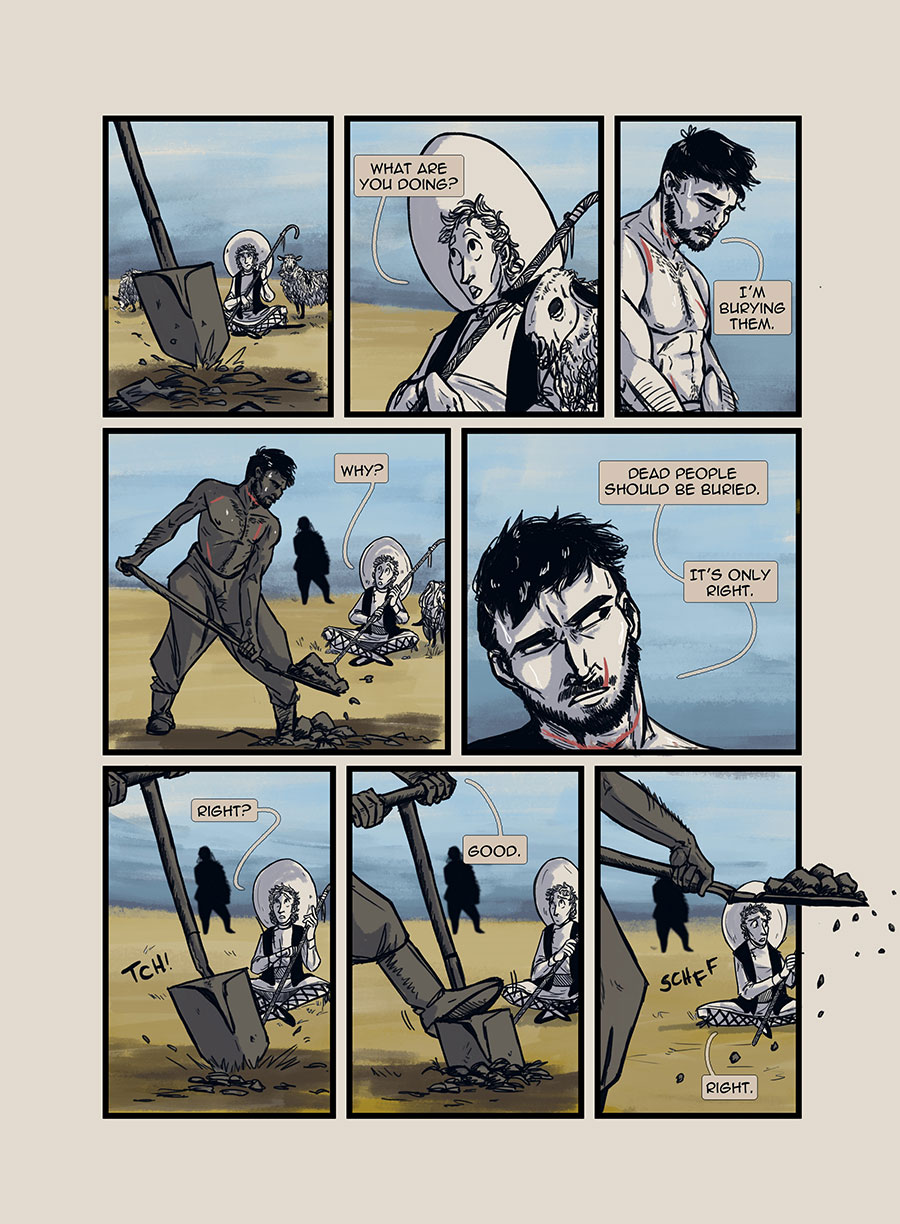 WHAT ARE
YOU DOING?
I'M
BURYING
THEM.
WHY?
DEAD PEOPLE
SHOULD BE BURIED.
IT'S ONLY
RIGHT.
RIGHT?
TCH!
GOOD.
SCHFF
RIGHT.